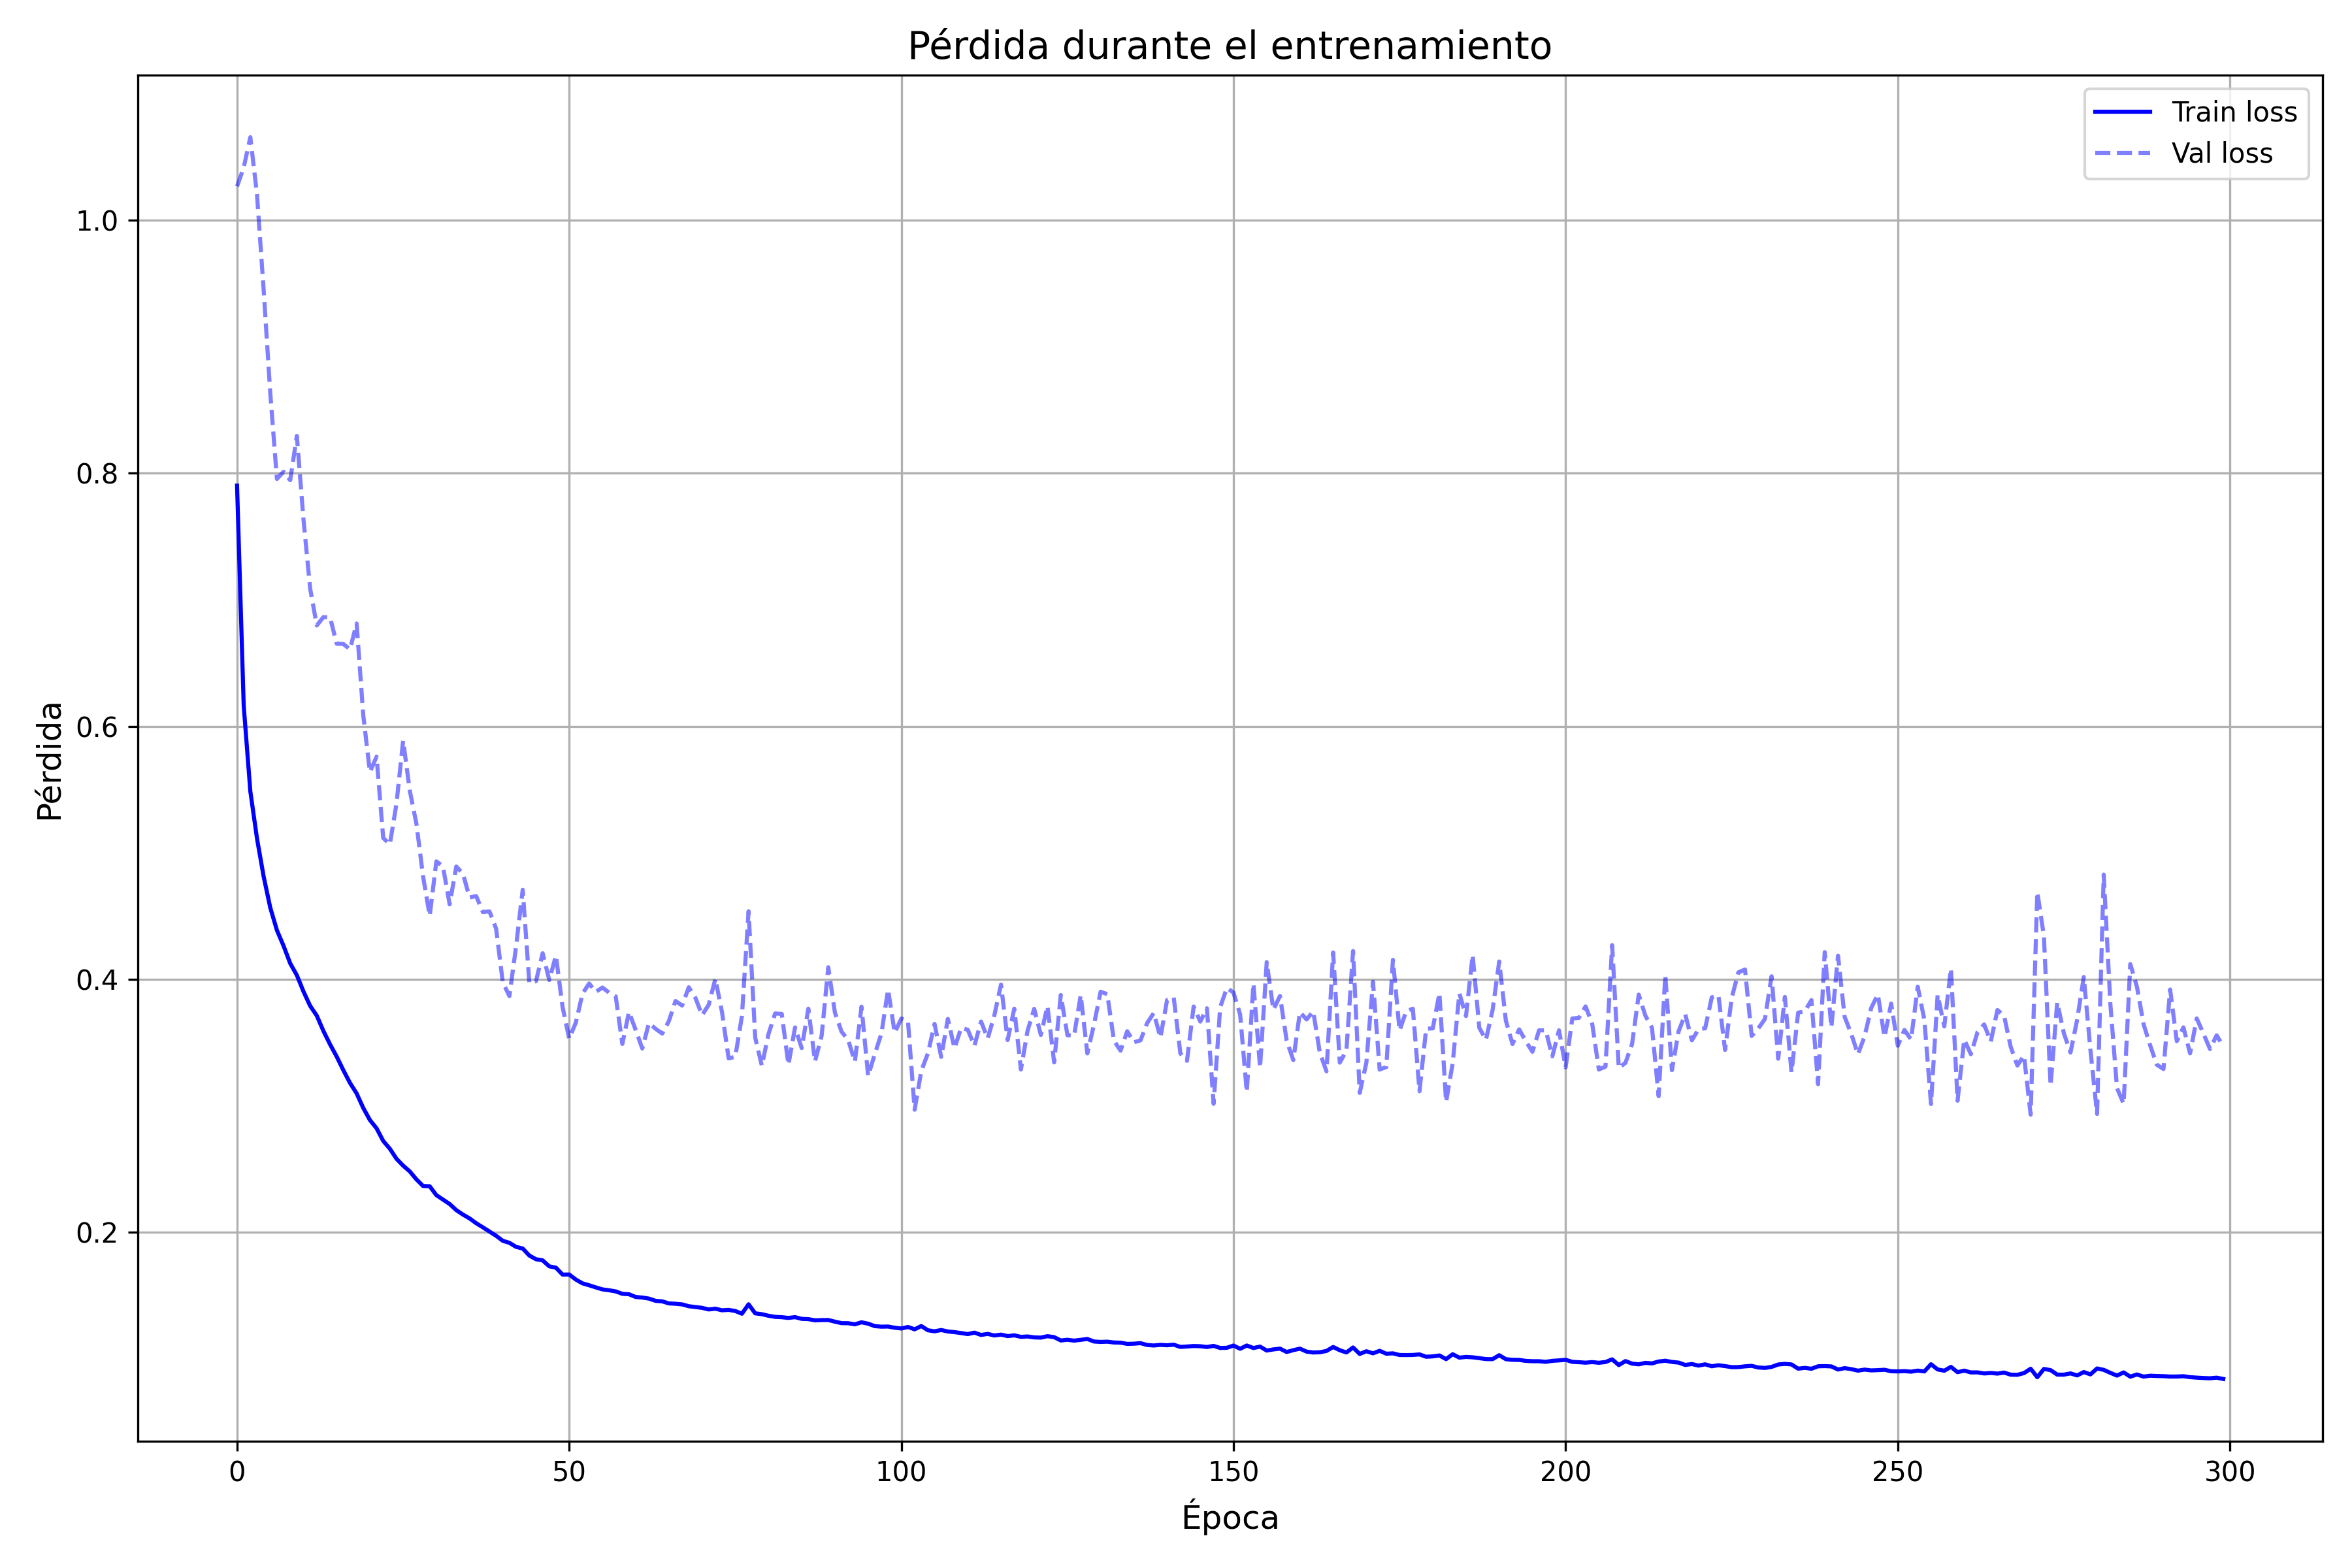 Pérdida durante el entrenamiento
Train loss
Val loss
1.0
0.8
0.6
0.4
0.2
Pérdida
0 50 100 150 200 250 300
Época